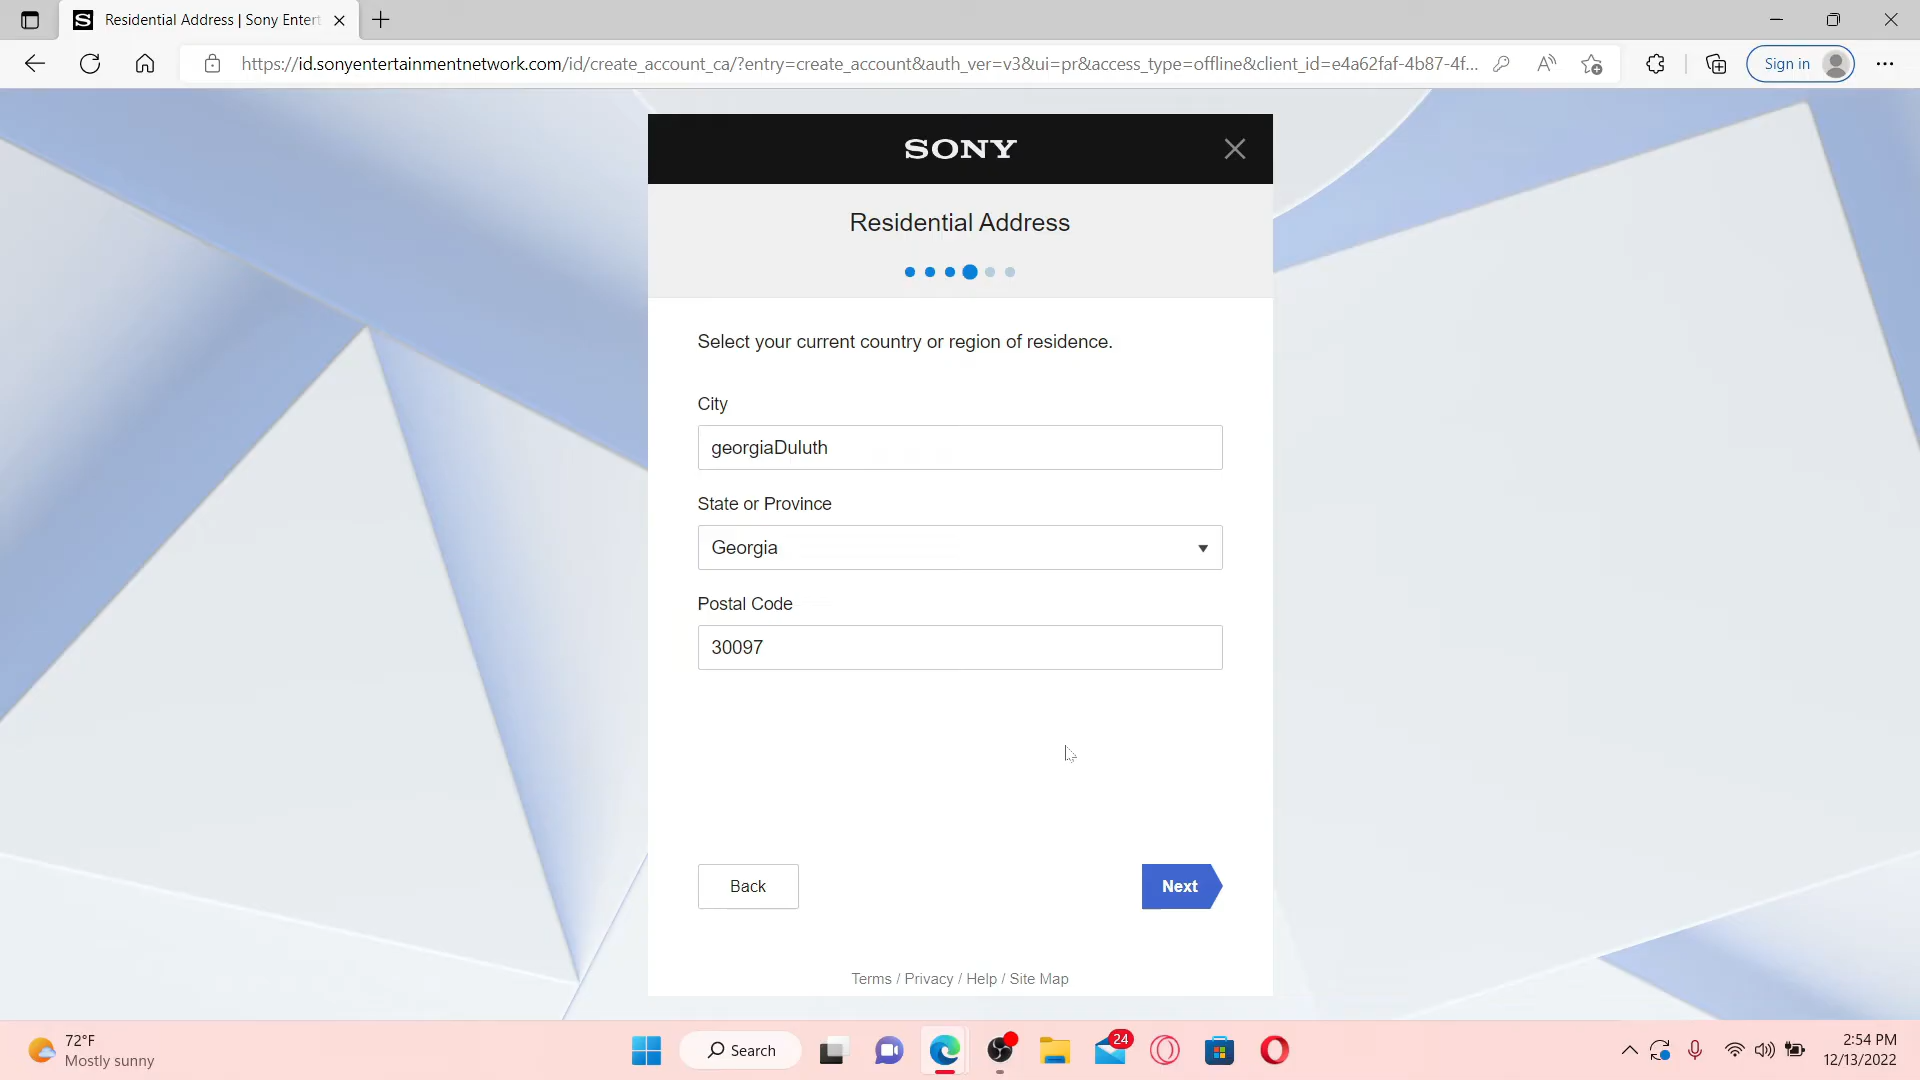 Residential Address | Sony Entert
https://id.sonyentertainmentnetwork.com/id/create_account_ca/?entry=create_account&auth_ver=v3&ui=pr&access_type=offline&client_id=e4a62faf-4b87-4f...
Sign in
SONY
Residential Address
Select your current country or region of residence.
City
georgiaDuluth
State or Province
Georgia
Postal Code
30097
Back
Next
Terms / Privacy / Help / Site Map
72°F
Mostly sunny
Search
24
2:54 PM
12/13/2022